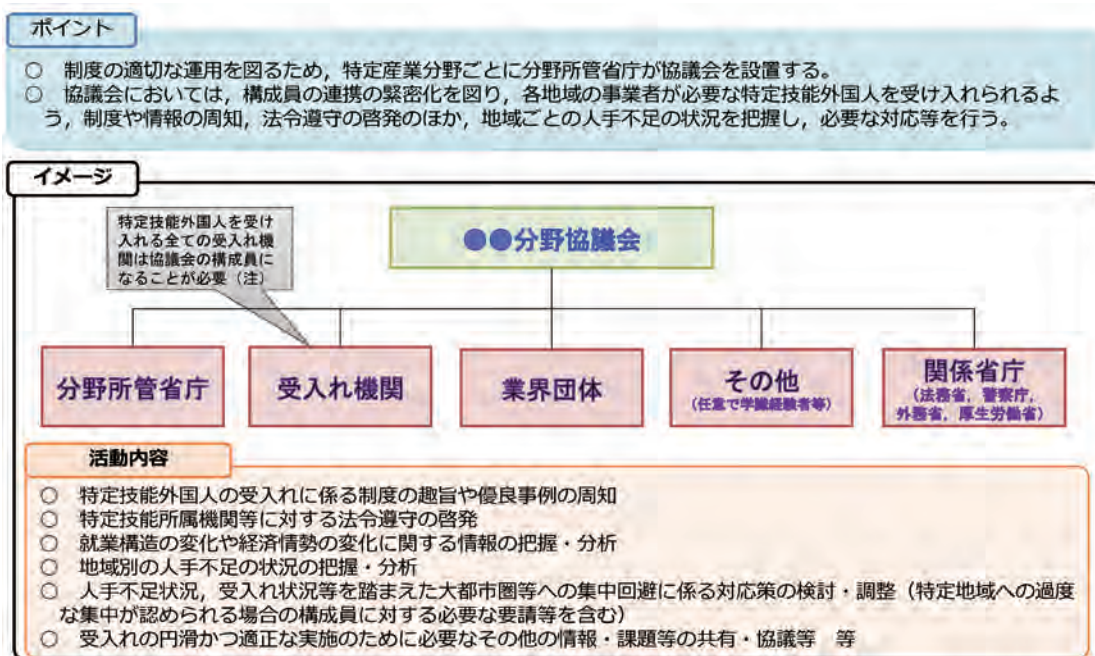 ポイント
○ 制度の適切な運用を図るため，特定産業分野ごとに分野所管省庁が協議会を設置する。
○ 協議会においては，構成員の連携の緊密化を図り，各地域の事業者が必要な特定技能外国人を受け入れられるよ
う，制度や情報の周知，法令遵守の啓発のほか，地域ごとの人手不足の状況を把握し，必要な対応等を行う。
イメージ
特定技能外国人を受け
入れる全ての受入れ機
関は協議会の構成員に
なることが必要（注）
●●分野協議会
分野所管省庁
受入れ機関
業界団体
その他
（任意で学識経験者等）
関係省庁
（法務省，警察庁，
外務省，厚生労働省）
活動内容
○ 特定技能外国人の受入れに係る制度の趣旨や優良事例の周知
○ 特定技能所属機関等に対する法令遵守の啓発
○ 就業構造の変化や経済情勢の変化に関する情報の把握・分析
○ 地域別の人手不足の状況の把握・分析
○ 人手不足状況，受入れ状況等を踏まえた大都市圏等への集中回避に係る対応策の検討・調整（特定地域への過度
な集中が認められる場合の構成員に対する必要な要請等を含む）
○ 受入れの円滑かつ適正な実施のために必要なその他の情報・課題等の共有・協議等 等